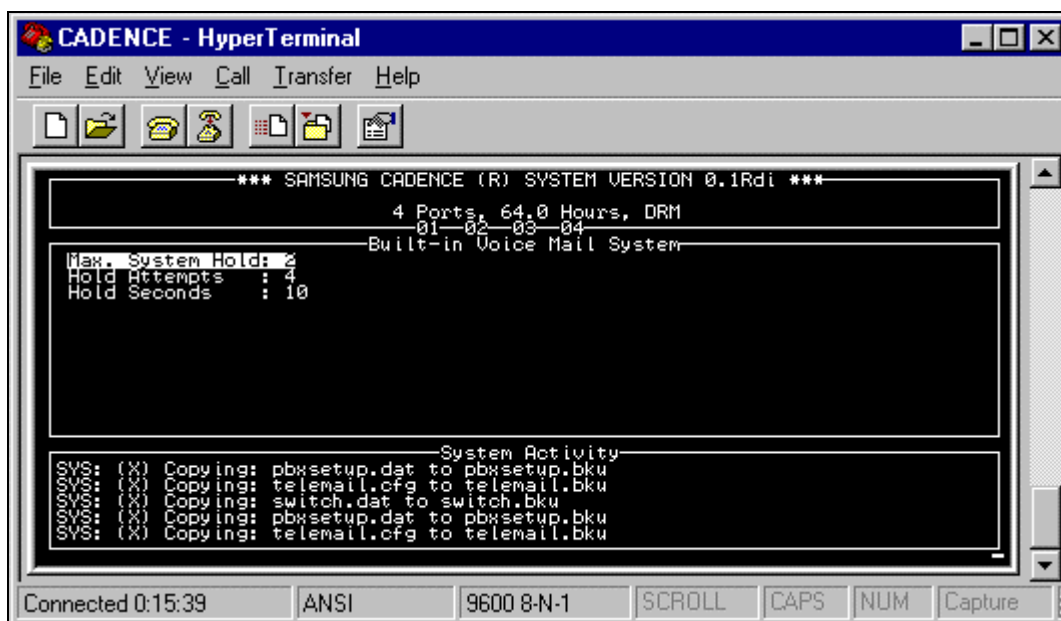 CADENCE - HyperTerminal
File Edit View Call Transfer Help
*** SAMSUNG CADENCE (R) SYSTEM VERSION 0.1Rdi ***
4 Ports, 64.0 Hours, DRM
01 02 03 04
Built-in Voice Mail System
Max. System Hold: 2
Hold Attempts : 4
Hold Seconds : 10
System Activity
SYS: (X) Copying: pbxsetup.dat to pbxsetup.bku
SYS: (X) Copying: telemail.cfg to telemail.bku
SYS: (X) Copying: switch.dat to switch.bku
SYS: (X) Copying: pbxsetup.dat to pbxsetup.bku
SYS: (X) Copying: telemail.cfg to telemail.bku
Connected 0:15:39 ANSI 9600 8-N-1 SCROLL CAPS NUM Capture